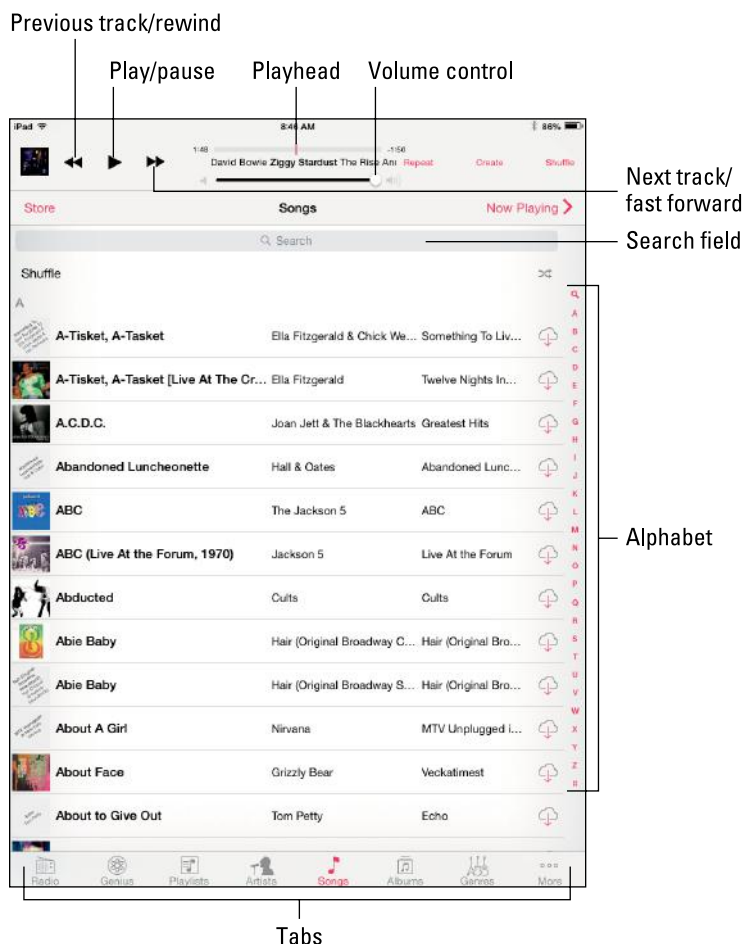 Previous track/rewind
Play/pause Playhead Volume control
iPad 8:46 AM 86%
1:48 -1:56
David Bowie Ziggy Stardust The Rise An Repeat Create Shuffle
Next track/
fast forward
Store Songs Now Playing
Search
Search field
Shuffle
A
A-Tisket, A-Tasket Ella Fitzgerald & Chick We... Something To Liv...
A-Tisket, A-Tasket [Live At The Cr... Ella Fitzgerald Twelve Nights In...
A.C.D.C. Joan Jett & The Blackhearts Greatest Hits
Abandoned Luncheonette Hall & Oates Abandoned Lunc...
ABC The Jackson 5 ABC
ABC (Live At the Forum, 1970) Jackson 5 Live At the Forum
Abducted Cults Cults
Abie Baby Hair (Original Broadway C... Hair (Original Bro...
Abie Baby Hair (Original Broadway S... Hair (Original Bro...
About A Girl Nirvana MTV Unplugged i...
About Face Grizzly Bear Veckatimest
About to Give Out Tom Petty Echo
A
B
C
D
E
F
G
H
I
J
K
L
M
N
O
P
Q
R
S
T
U
V
W
X
Y
Z
#
Alphabet
Radio Genius Playlists Artists Songs Albums Genres More
Tabs